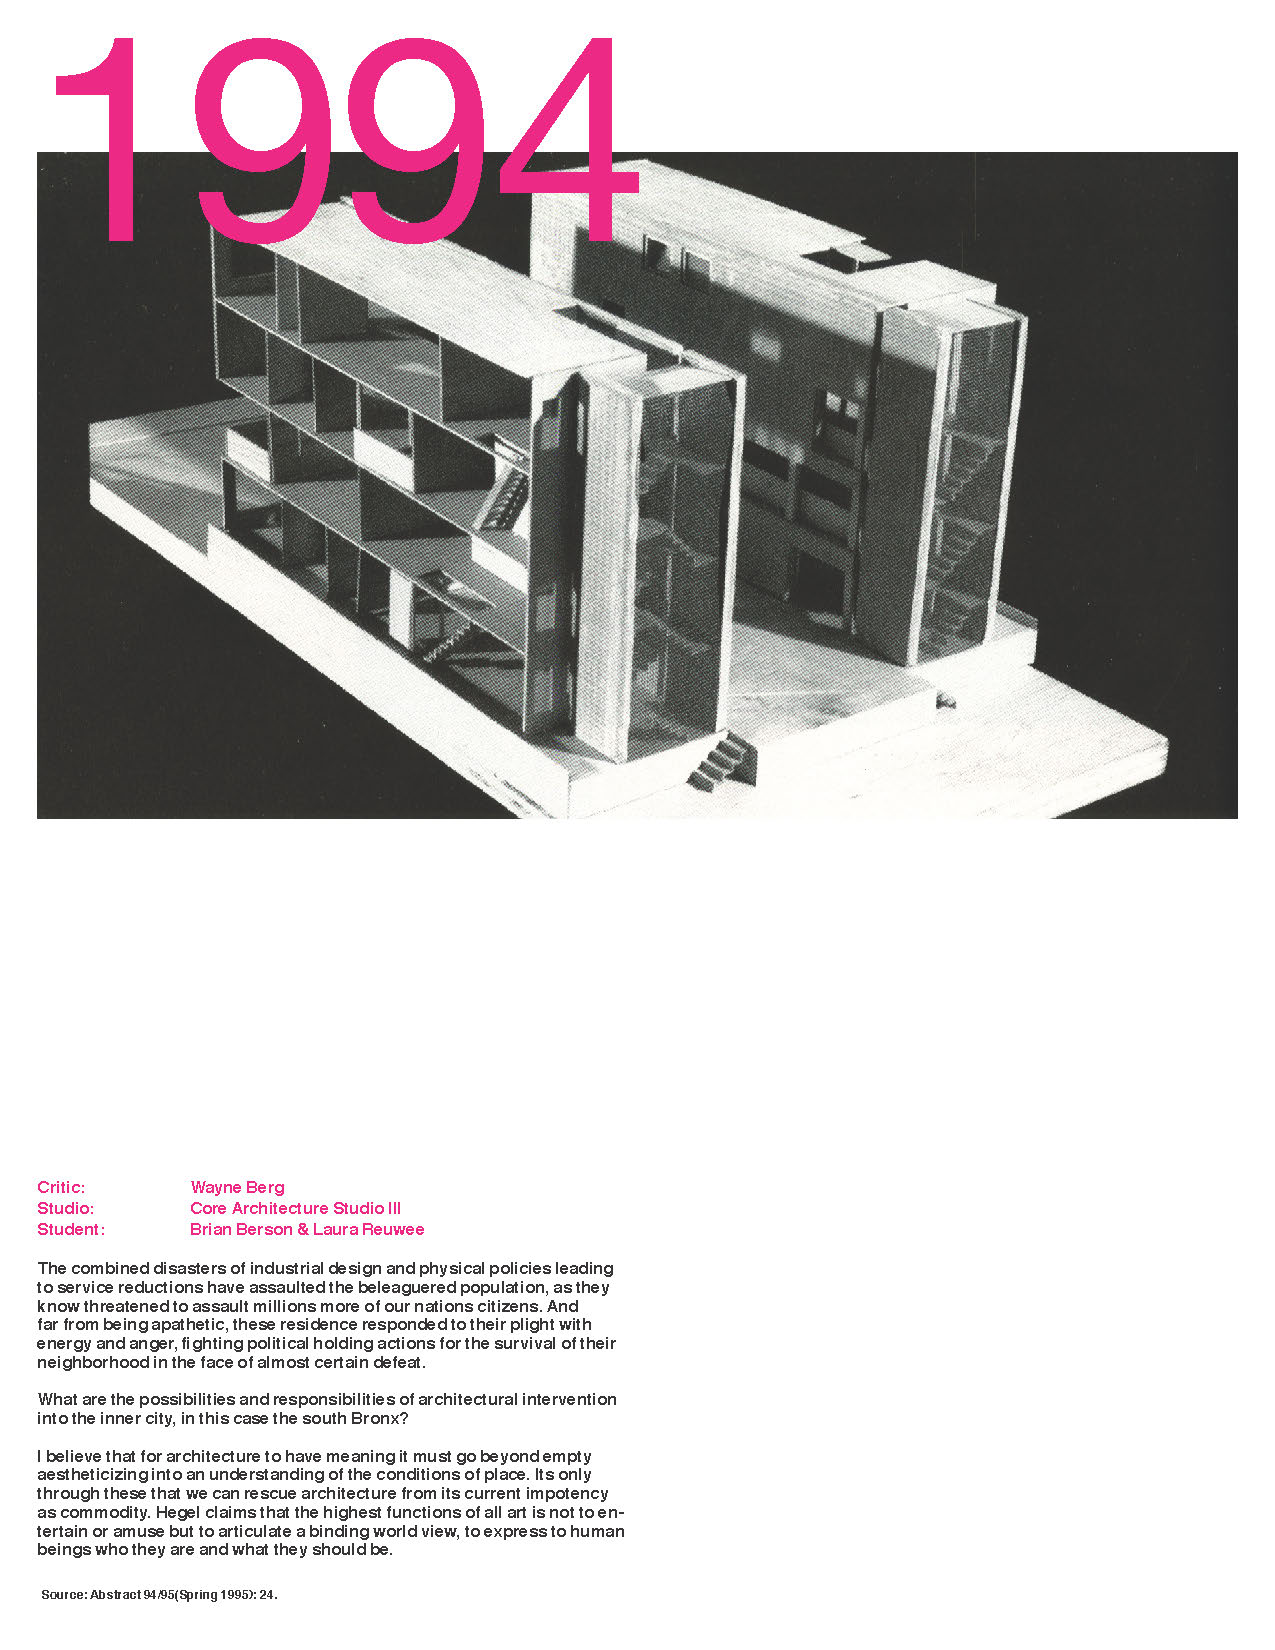 1994
Critic: Wayne Berg
Studio: Core Architecture Studio III
Student: Brian Berson & Laura Reuwee
The combined disasters of industrial design and physical policies leading
to service reductions have assaulted the beleaguered population, as they
know threatened to assault millions more of our nations citizens. And
far from being apathetic, these residence responded to their plight with
energy and anger, fighting political holding actions for the survival of their
neighborhood in the face of almost certain defeat.
What are the possibilities and responsibilities of architectural intervention
into the inner city, in this case the south Bronx?
I believe that for architecture to have meaning it must go beyond empty
aestheticizing into an understanding of the conditions of place. Its only
through these that we can rescue architecture from its current impotency
as commodity. Hegel claims that the highest functions of all art is not to en-
tertain or amuse but to articulate a binding world view, to express to human
beings who they are and what they should be.
Source: Abstract 94/95(Spring 1995): 24.